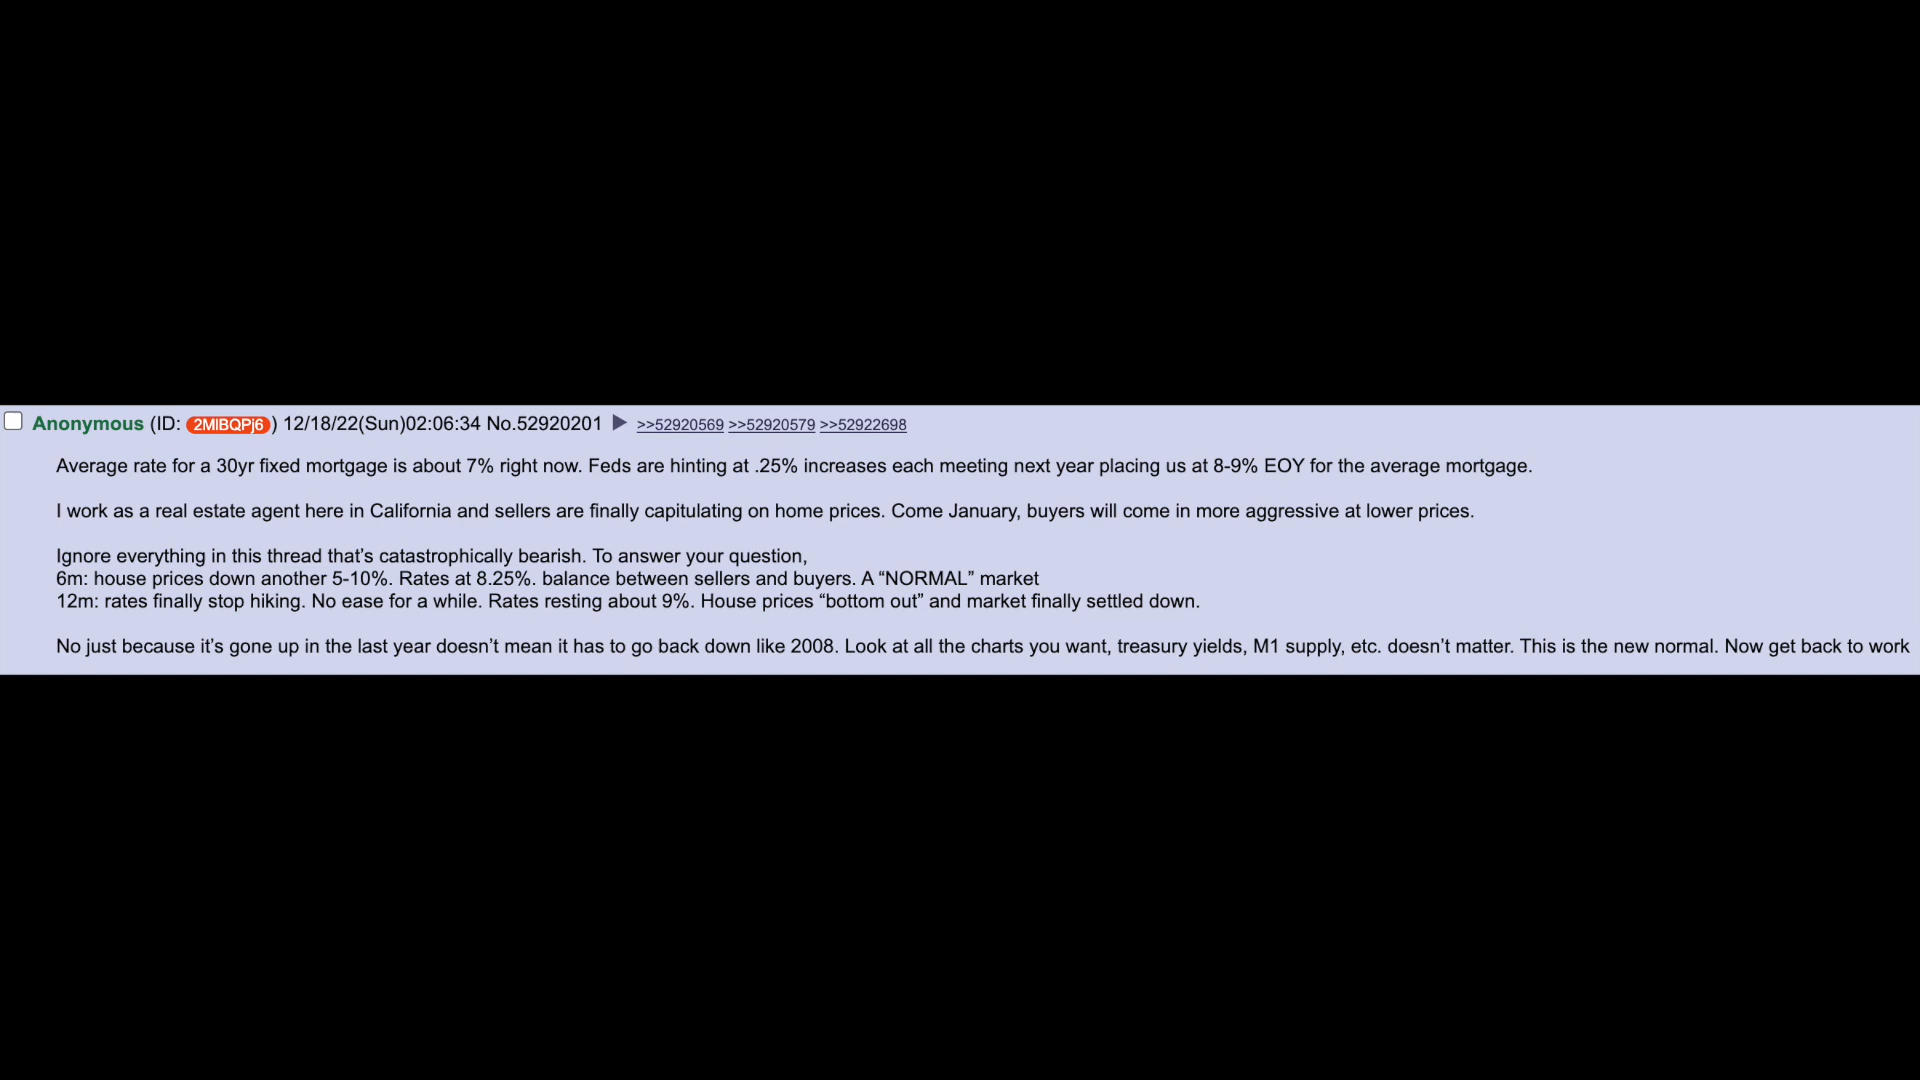 Anonymous (ID: 2MlBQPj6) 12/18/22(Sun)02:06:34 No.52920201 ▶ >>52920569 >>52920579 >>52922698
Average rate for a 30yr fixed mortgage is about 7% right now. Feds are hinting at .25% increases each meeting next year placing us at 8-9% EOY for the average mortgage.
I work as a real estate agent here in California and sellers are finally capitulating on home prices. Come January, buyers will come in more aggressive at lower prices.
Ignore everything in this thread that’s catastrophically bearish. To answer your question,
6m: house prices down another 5-10%. Rates at 8.25%. balance between sellers and buyers. A “NORMAL” market
12m: rates finally stop hiking. No ease for a while. Rates resting about 9%. House prices “bottom out” and market finally settled down.
No just because it’s gone up in the last year doesn’t mean it has to go back down like 2008. Look at all the charts you want, treasury yields, M1 supply, etc. doesn’t matter. This is the new normal. Now get back to work